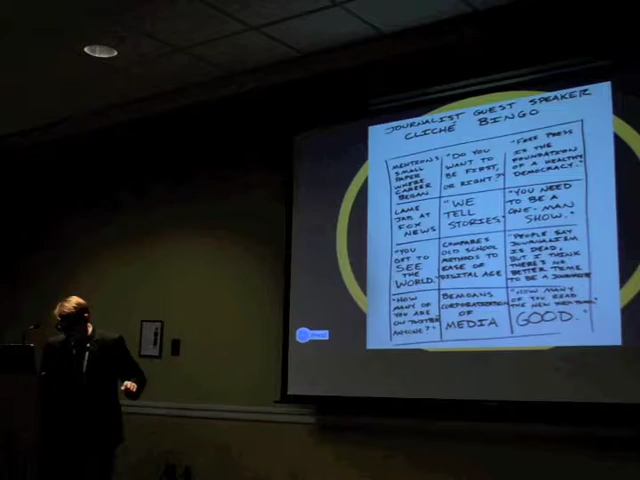 JOURNALIST GUEST SPEAKER
CLICHÉ BINGO
MENTIONS
SMALL
PAPER
WHERE
CAREER
BEGAN
"DO YOU
WANT TO
BE FIRST,
OR RIGHT?"
"FREE PRESS
IS THE
FOUNDATION
OF A HEALTHY
DEMOCRACY."
LAME
JAB AT
FOX
NEWS
"WE
TELL
STORIES."
"YOU NEED
TO BE A
ONE-MAN
SHOW."
"YOU
GET TO
SEE
THE
WORLD."
COMPARES
OLD SCHOOL
METHODS TO
EASE OF
DIGITAL AGE
"PEOPLE SAY
JOURNALISM
IS DEAD,
BUT I THINK
THERE'S NO
BETTER TIME
TO BE A JOURNALIST."
"HOW
MANY OF
YOU ARE
ON TWITTER?
ANYONE?"
BEMOANS
CORPORATIZATION
OF
MEDIA
"HOW MANY
OF YOU READ
THE NEW YORK
GOOD."